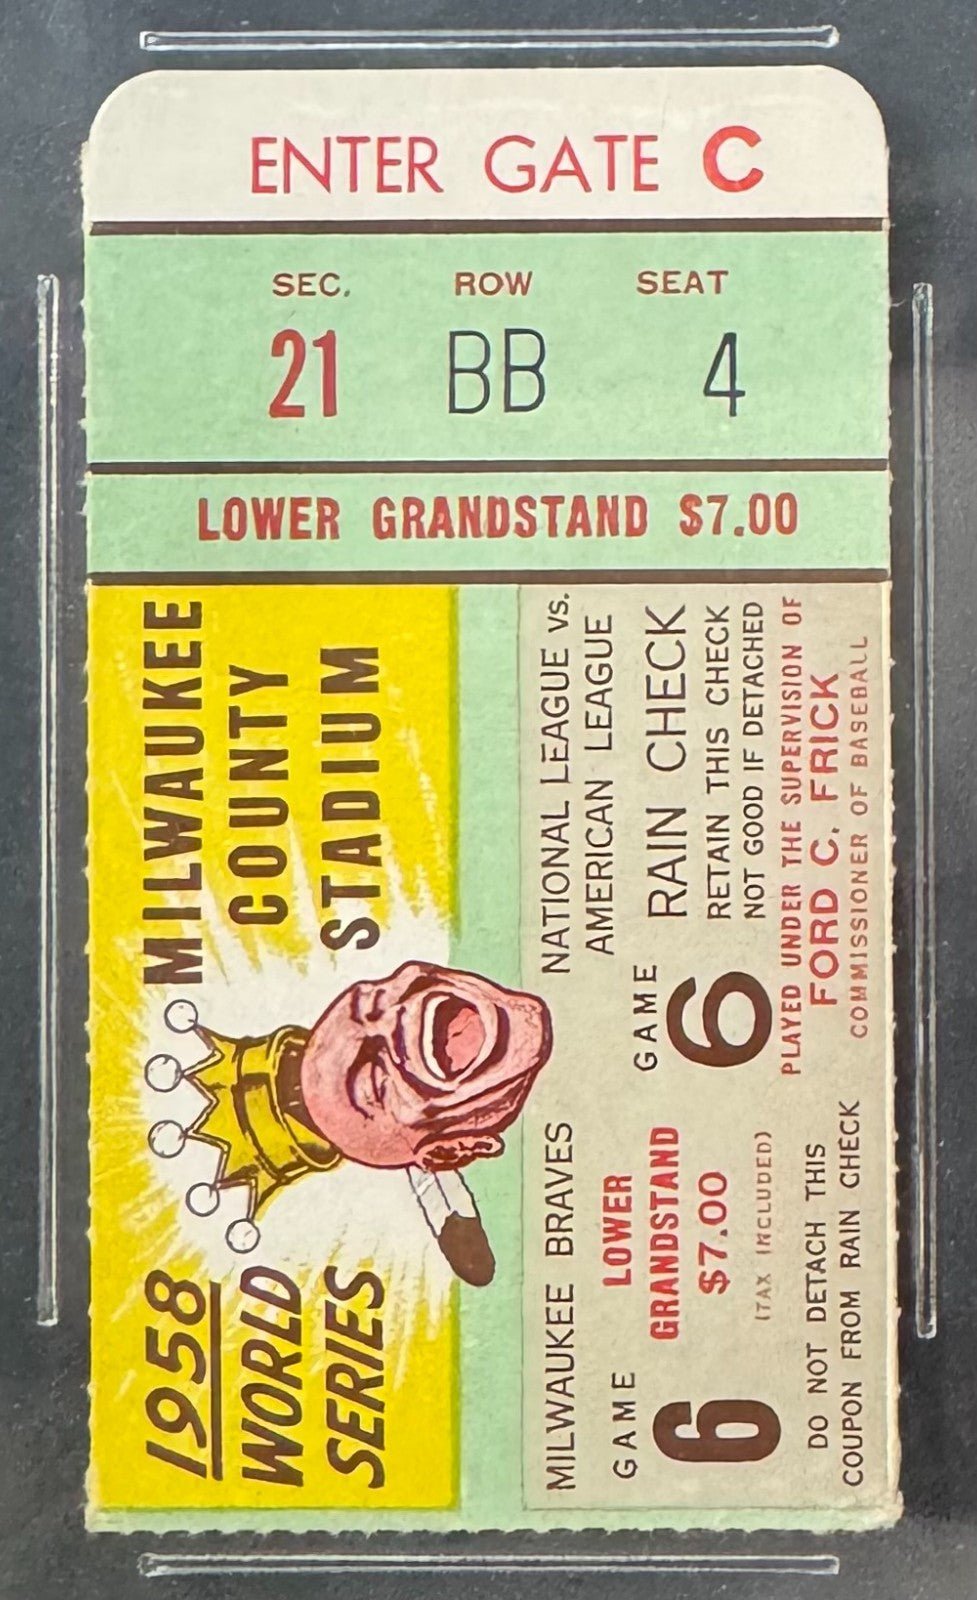 ENTER GATE C
SEC. ROW SEAT
21 BB 4
LOWER GRANDSTAND $7.00
1958
WORLD
SERIES
MILWAUKEE
COUNTY
STADIUM
MILWAUKEE BRAVES
NATIONAL LEAGUE VS.
AMERICAN LEAGUE
GAME
6
LOWER
GRANDSTAND
$7.00
(TAX INCLUDED)
DO NOT DETACH THIS
COUPON FROM RAIN CHECK
GAME
6
RAIN CHECK
RETAIN THIS CHECK
NOT GOOD IF DETACHED
PLAYED UNDER THE SUPERVISION OF
FORD C. FRICK
COMMISSIONER OF BASEBALL